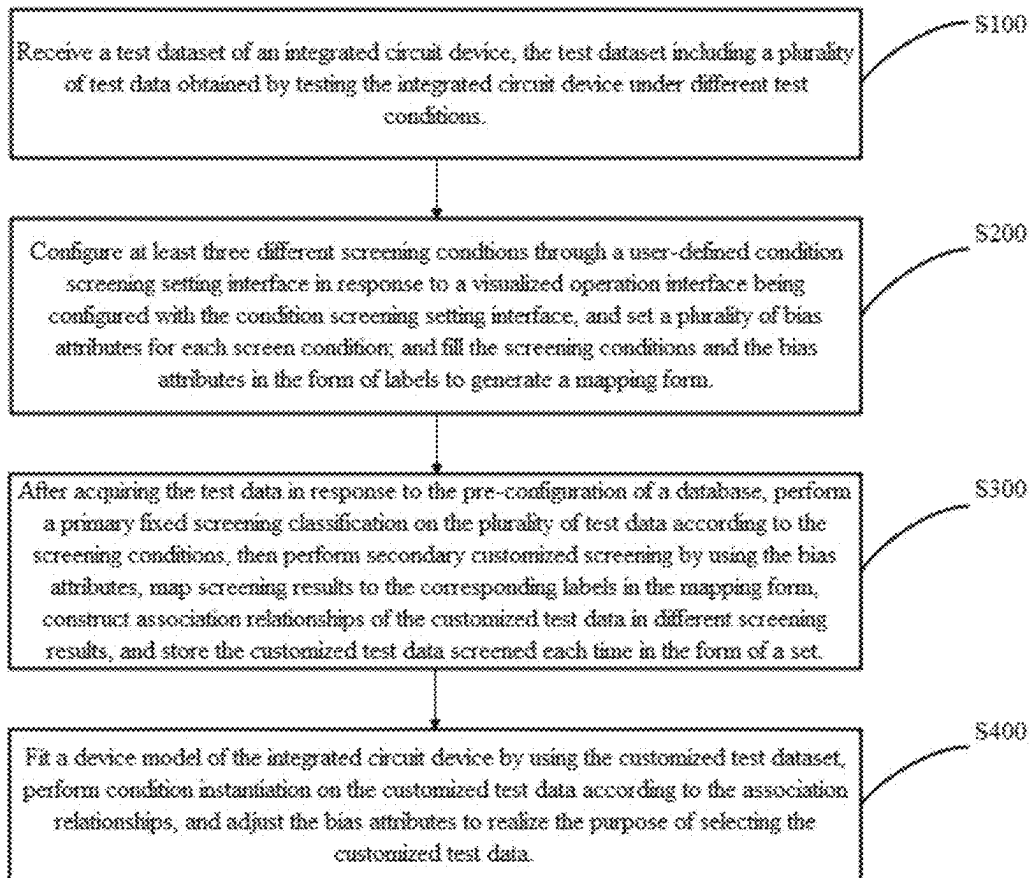 Receive a test dataset of an integrated circuit device, the test dataset including a plurality
of test data obtained by testing the integrated circuit device under different test
conditions.
S100
Configure at least three different screening condtions through a user-defined condition
screening setting interface in response to a visualized operation interface being
configured with the condition screening setting interface, and set a plurality of bias
attributes for each screen condition; and fill the screening conditions and the bias
attributes in the form of labels to generate a mapping form.
S200
After acquiring the test data in response to the pre-configuration of a database, perform
a primary fixed screening classification on the plurality of test data according to the
screening conditions, then perform secondary customized screening by using the bias
attributes, map screening results to the corresponding labels in the mapping form,
construct association relationships of the customized test data in different screening
results, and store the customized test data screened each time in the form of a set.
S300
Fit a device model of the integrated circuit device by using the customized test dataset,
perform condition instantiation on the customized test data according to the association
relationships, and adjust the bias attributes to realize the purpose of selecting the
customized test data.
S400